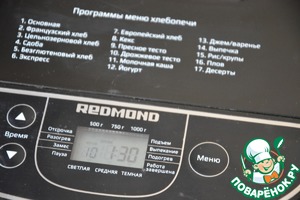 Программы меню хлебопечи
1. Основная
2. Французский хлеб
3. Цельнозерновой хлеб
4. Сдоба
5. Безглютеновый хлеб
6. Экспресс
7. Европейский хлеб
8. Кекс
9. Пресное тесто
10. Дрожжевое тесто
11. Молочная каша
12. Йогурт
13. Джем/варенье
14. Выпечка
15. Рис/крупы
16. Плов
17. Десерты
REDMOND
500 г 750 г 1000 г
Отсрочка
Разогрев
Замес
Пауза
Подъем
Выпекание
Подогрев
Работа
завершена
СВЕТЛАЯ СРЕДНЯЯ ТЕМНАЯ
Время
Меню
ПОВАРЁНОК.РУ